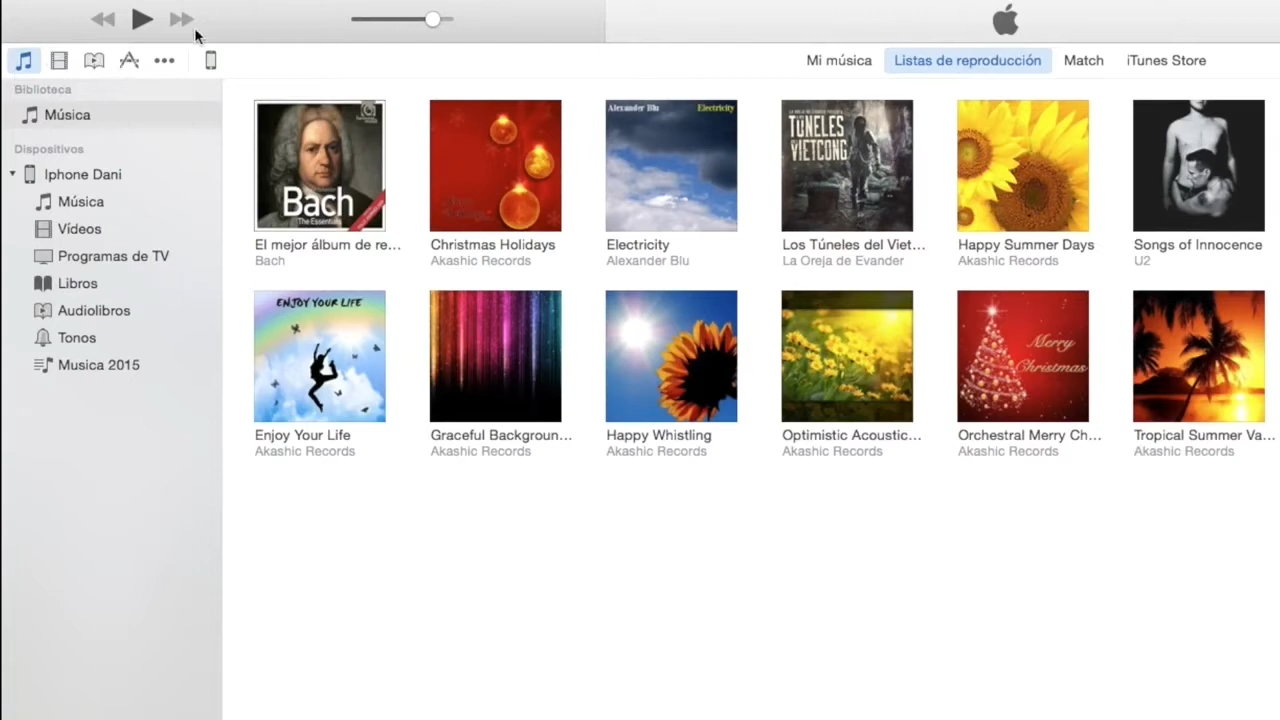 Mi música
Listas de reproducción
Match
iTunes Store
Biblioteca
Música
Dispositivos
Iphone Dani
Música
Vídeos
Programas de TV
Libros
Audiolibros
Tonos
Musica 2015
Bach
The Essentials
Alexander Blu
Electricity
LA OREJA DE EVANDER
TÚNELES
VIETCONG
El mejor álbum de re...
Bach
Christmas Holidays
Akashic Records
Electricity
Alexander Blu
Los Túneles del Viet...
La Oreja de Evander
Happy Summer Days
Akashic Records
Songs of Innocence
U2
ENJOY YOUR LIFE
Merry
Christmas
Enjoy Your Life
Akashic Records
Graceful Backgroun...
Akashic Records
Happy Whistling
Akashic Records
Optimistic Acoustic...
Akashic Records
Orchestral Merry Ch...
Akashic Records
Tropical Summer Va...
Akashic Records